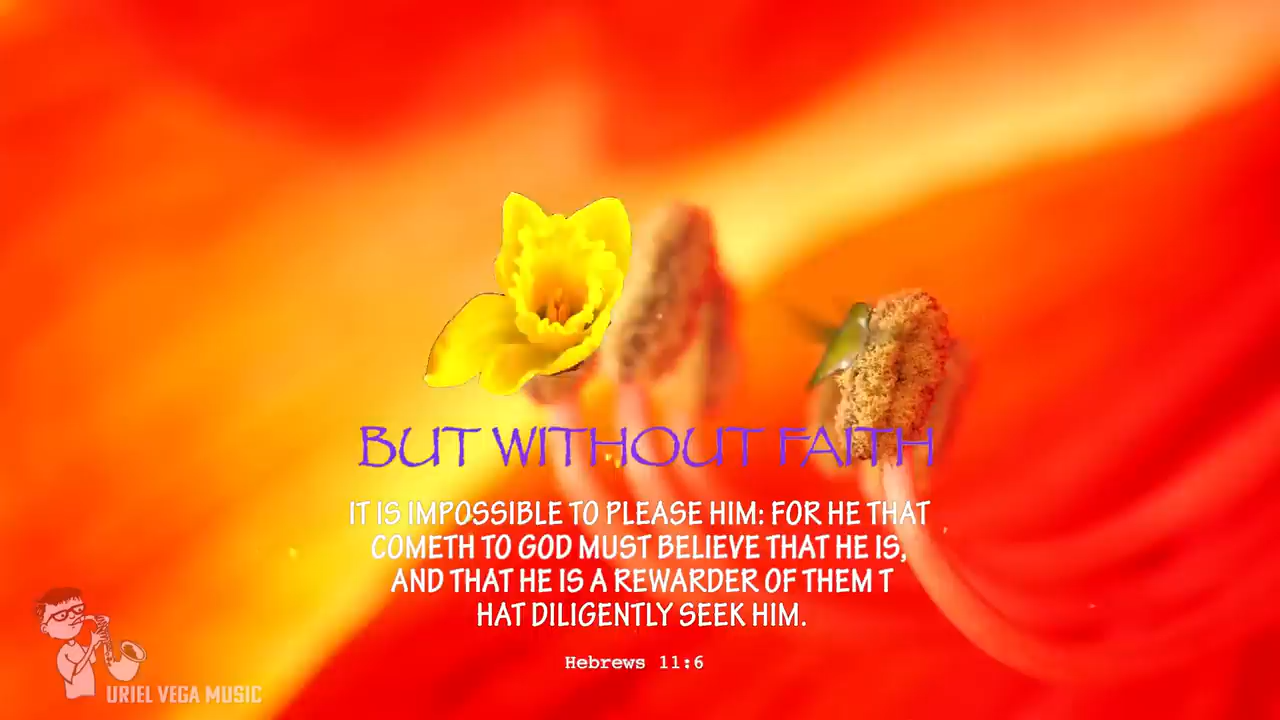 BUT WITHOUT FAITH
IT IS IMPOSSIBLE TO PLEASE HIM: FOR HE THAT
COMETH TO GOD MUST BELIEVE THAT HE IS,
AND THAT HE IS A REWARDER OF THEM T
HAT DILIGENTLY SEEK HIM.
Hebrews 11:6
URIEL VEGA MUSIC